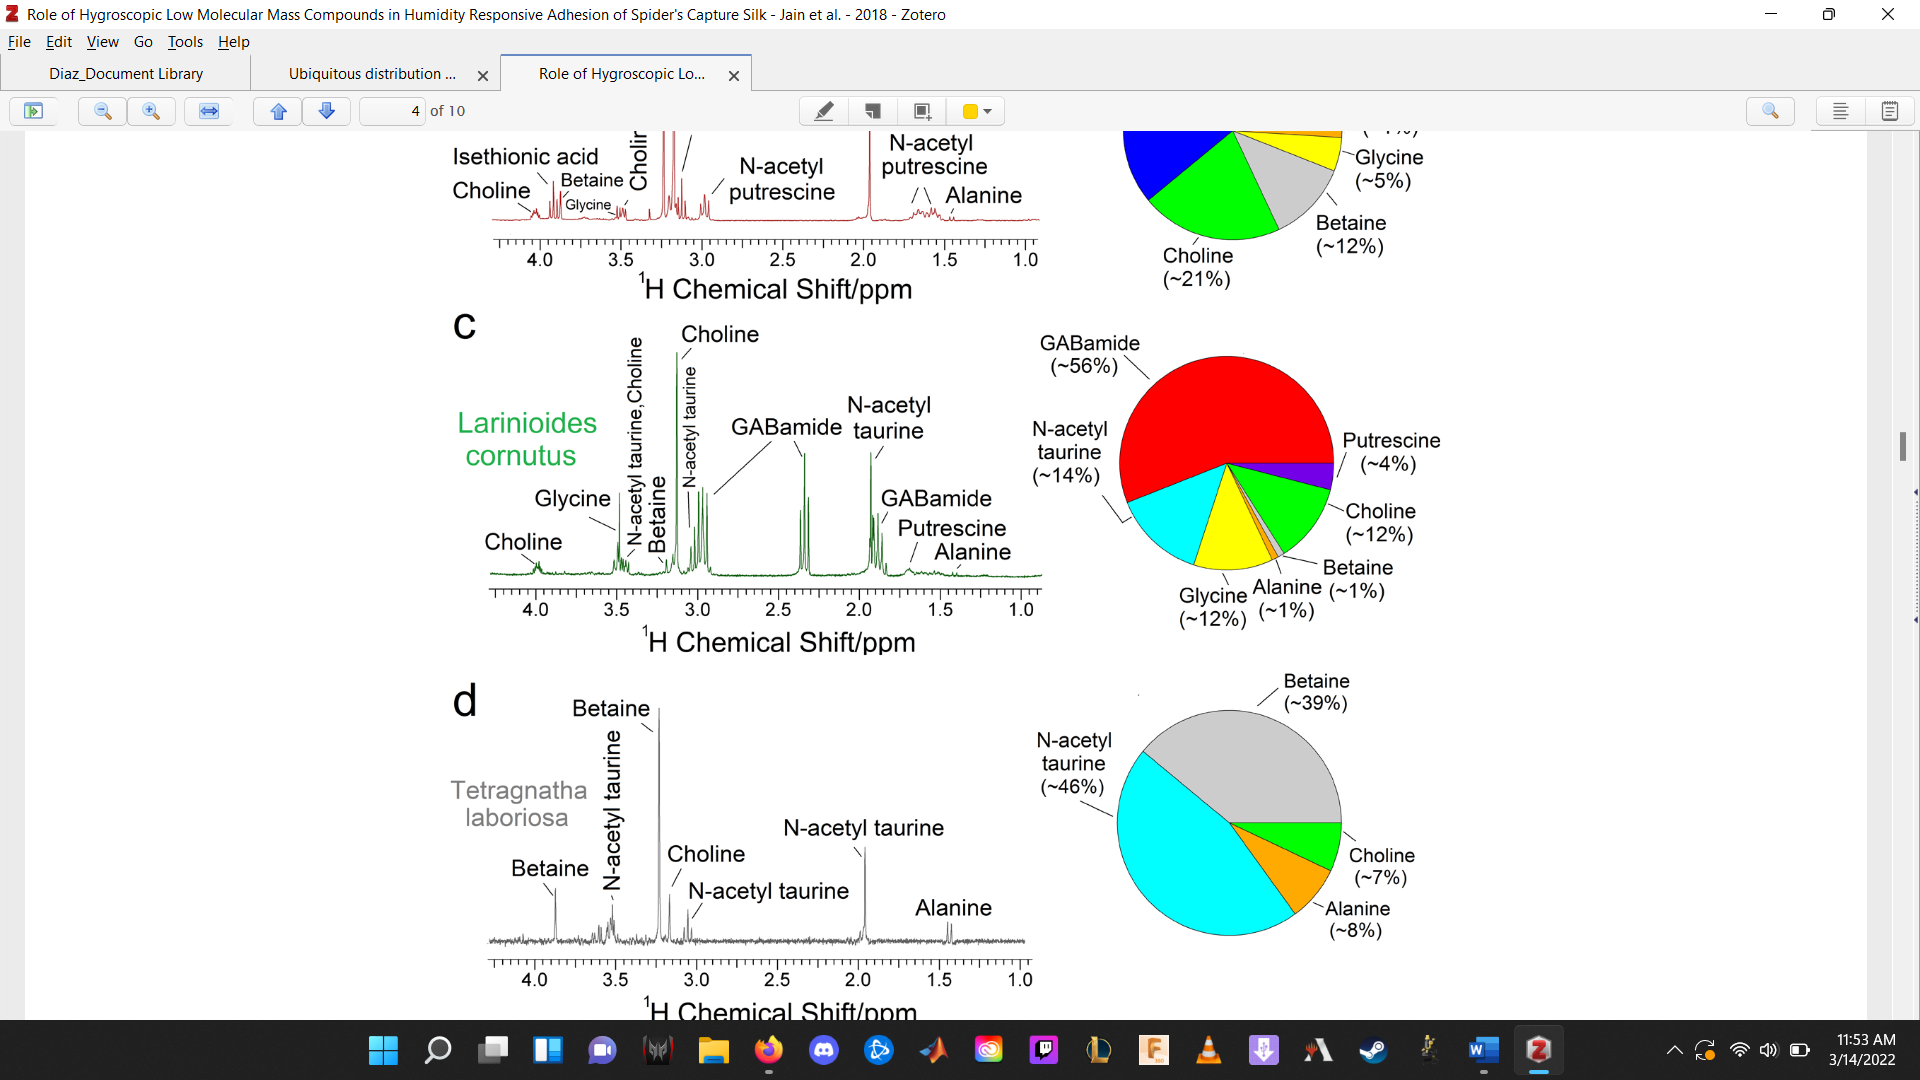 Role of Hygroscopic Low Molecular Mass Compounds in Humidity Responsive Adhesion of Spider's Capture Silk - Jain et al. - 2018 - Zotero
File Edit View Go Tools Help
Diaz_Document Library
Ubiquitous distribution ...
Role of Hygroscopic Lo...
4 of 10
Isethionic acid
Choline
Betaine
Glycine
N-acetyl
putrescine
N-acetyl
putrescine
Alanine
4.0 3.5 3.0 2.5 2.0 1.5 1.0
1H Chemical Shift/ppm
Glycine
(~5%)
Betaine
(~12%)
Choline
(~21%)
c
Larinioides
cornutus
Choline
Glycine
N-acetyl taurine,Choline
Betaine
Choline
N-acetyl taurine
GABamide
N-acetyl
taurine
GABamide
Putrescine
Alanine
4.0 3.5 3.0 2.5 2.0 1.5 1.0
1H Chemical Shift/ppm
GABamide
(~56%)
N-acetyl
taurine
(~14%)
Putrescine
(~4%)
Choline
(~12%)
Betaine
(~1%)
Alanine
(~1%)
Glycine
(~12%)
d
Tetragnatha
laboriosa
Betaine
N-acetyl taurine
Betaine
Choline
N-acetyl taurine
N-acetyl taurine
Alanine
4.0 3.5 3.0 2.5 2.0 1.5 1.0
1H Chemical Shift/ppm
Betaine
(~39%)
N-acetyl
taurine
(~46%)
Choline
(~7%)
Alanine
(~8%)
11:53 AM
3/14/2022